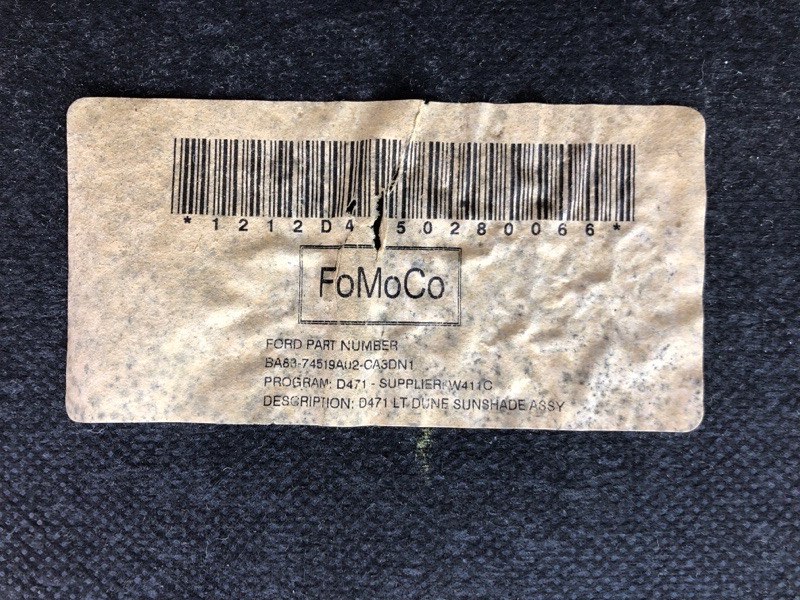 *1212D4 50280066*
FoMoCo
FORD PART NUMBER
BA83-74519A02-CA3DN1
PROGRAM: D471 - SUPPLIER: W411C
DESCRIPTION: D471 LT DUNE SUNSHADE ASSY